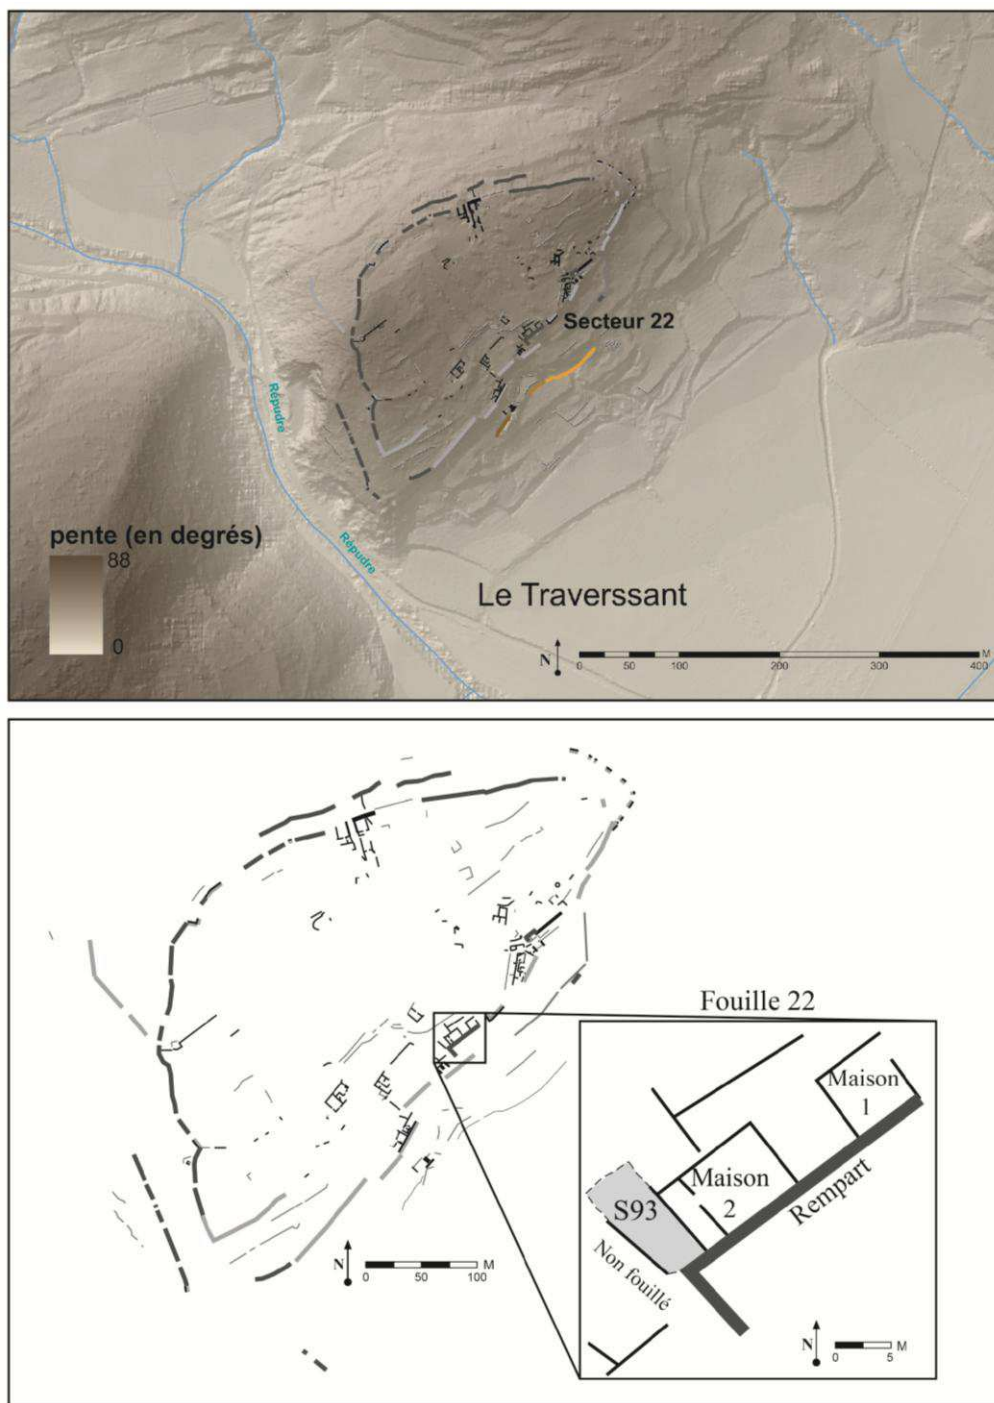 Secteur 22
Répudre
pente (en degrés)
88
0
Répudre
Le Traverssant
N
0 50 100 200 300 400 M
Fouille 22
Maison
1
Maison
2
Rempart
S93
Non fouillé
N
0 50 100 M
N
0 5 M